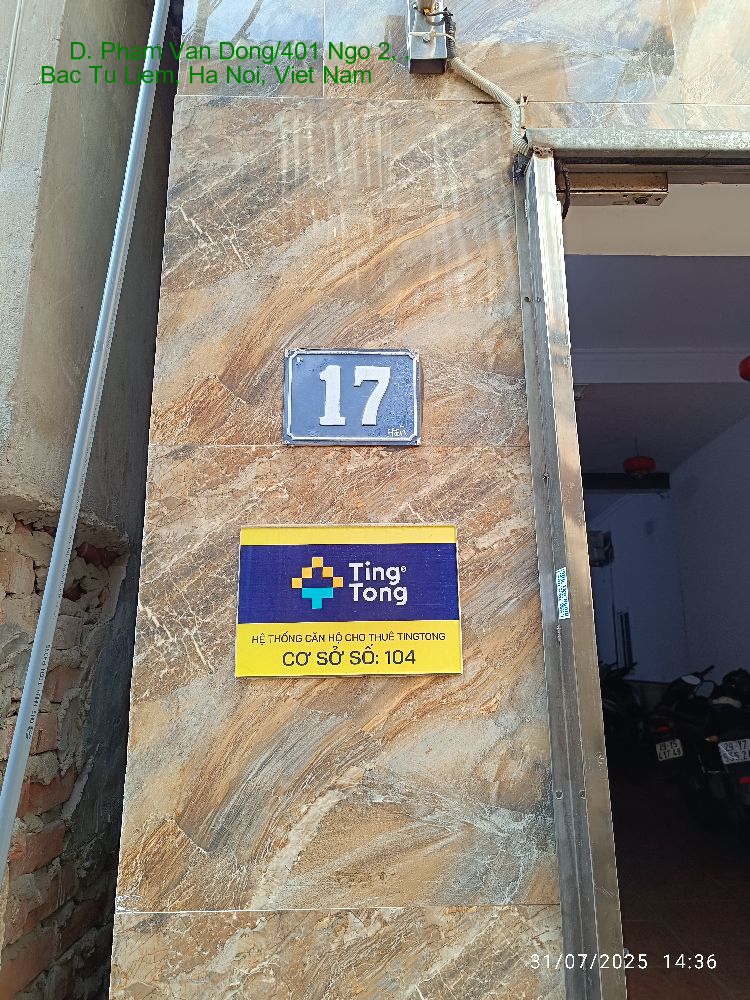 D. Pham Van Dong/401 Ngo 2,
Bac Tu Liem, Ha Noi, Viet Nam
17
Ting
Tong
HỆ THỐNG CĂN HỘ CHO THUÊ TINGTONG
CƠ SỞ SỐ: 104
31/07/2025 14:36